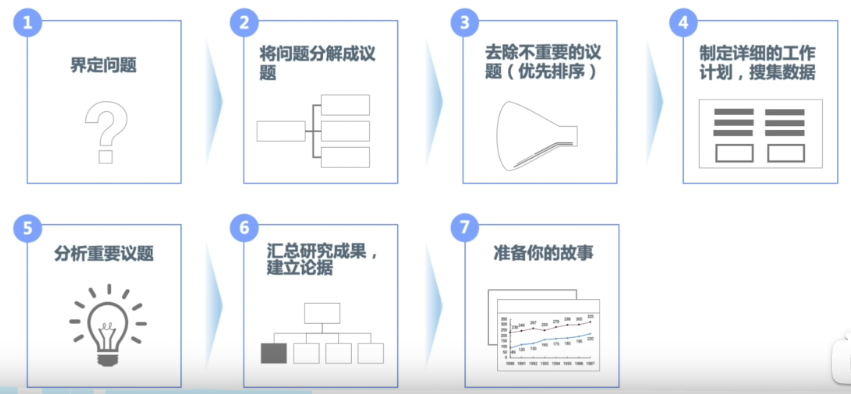 1
界定问题
2
将问题分解成议
题
3
去除不重要的议
题（优先排序）
4
制定详细的工作
计划，搜集数据
5
分析重要议题
6
汇总研究成果，
建立论据
7
准备你的故事